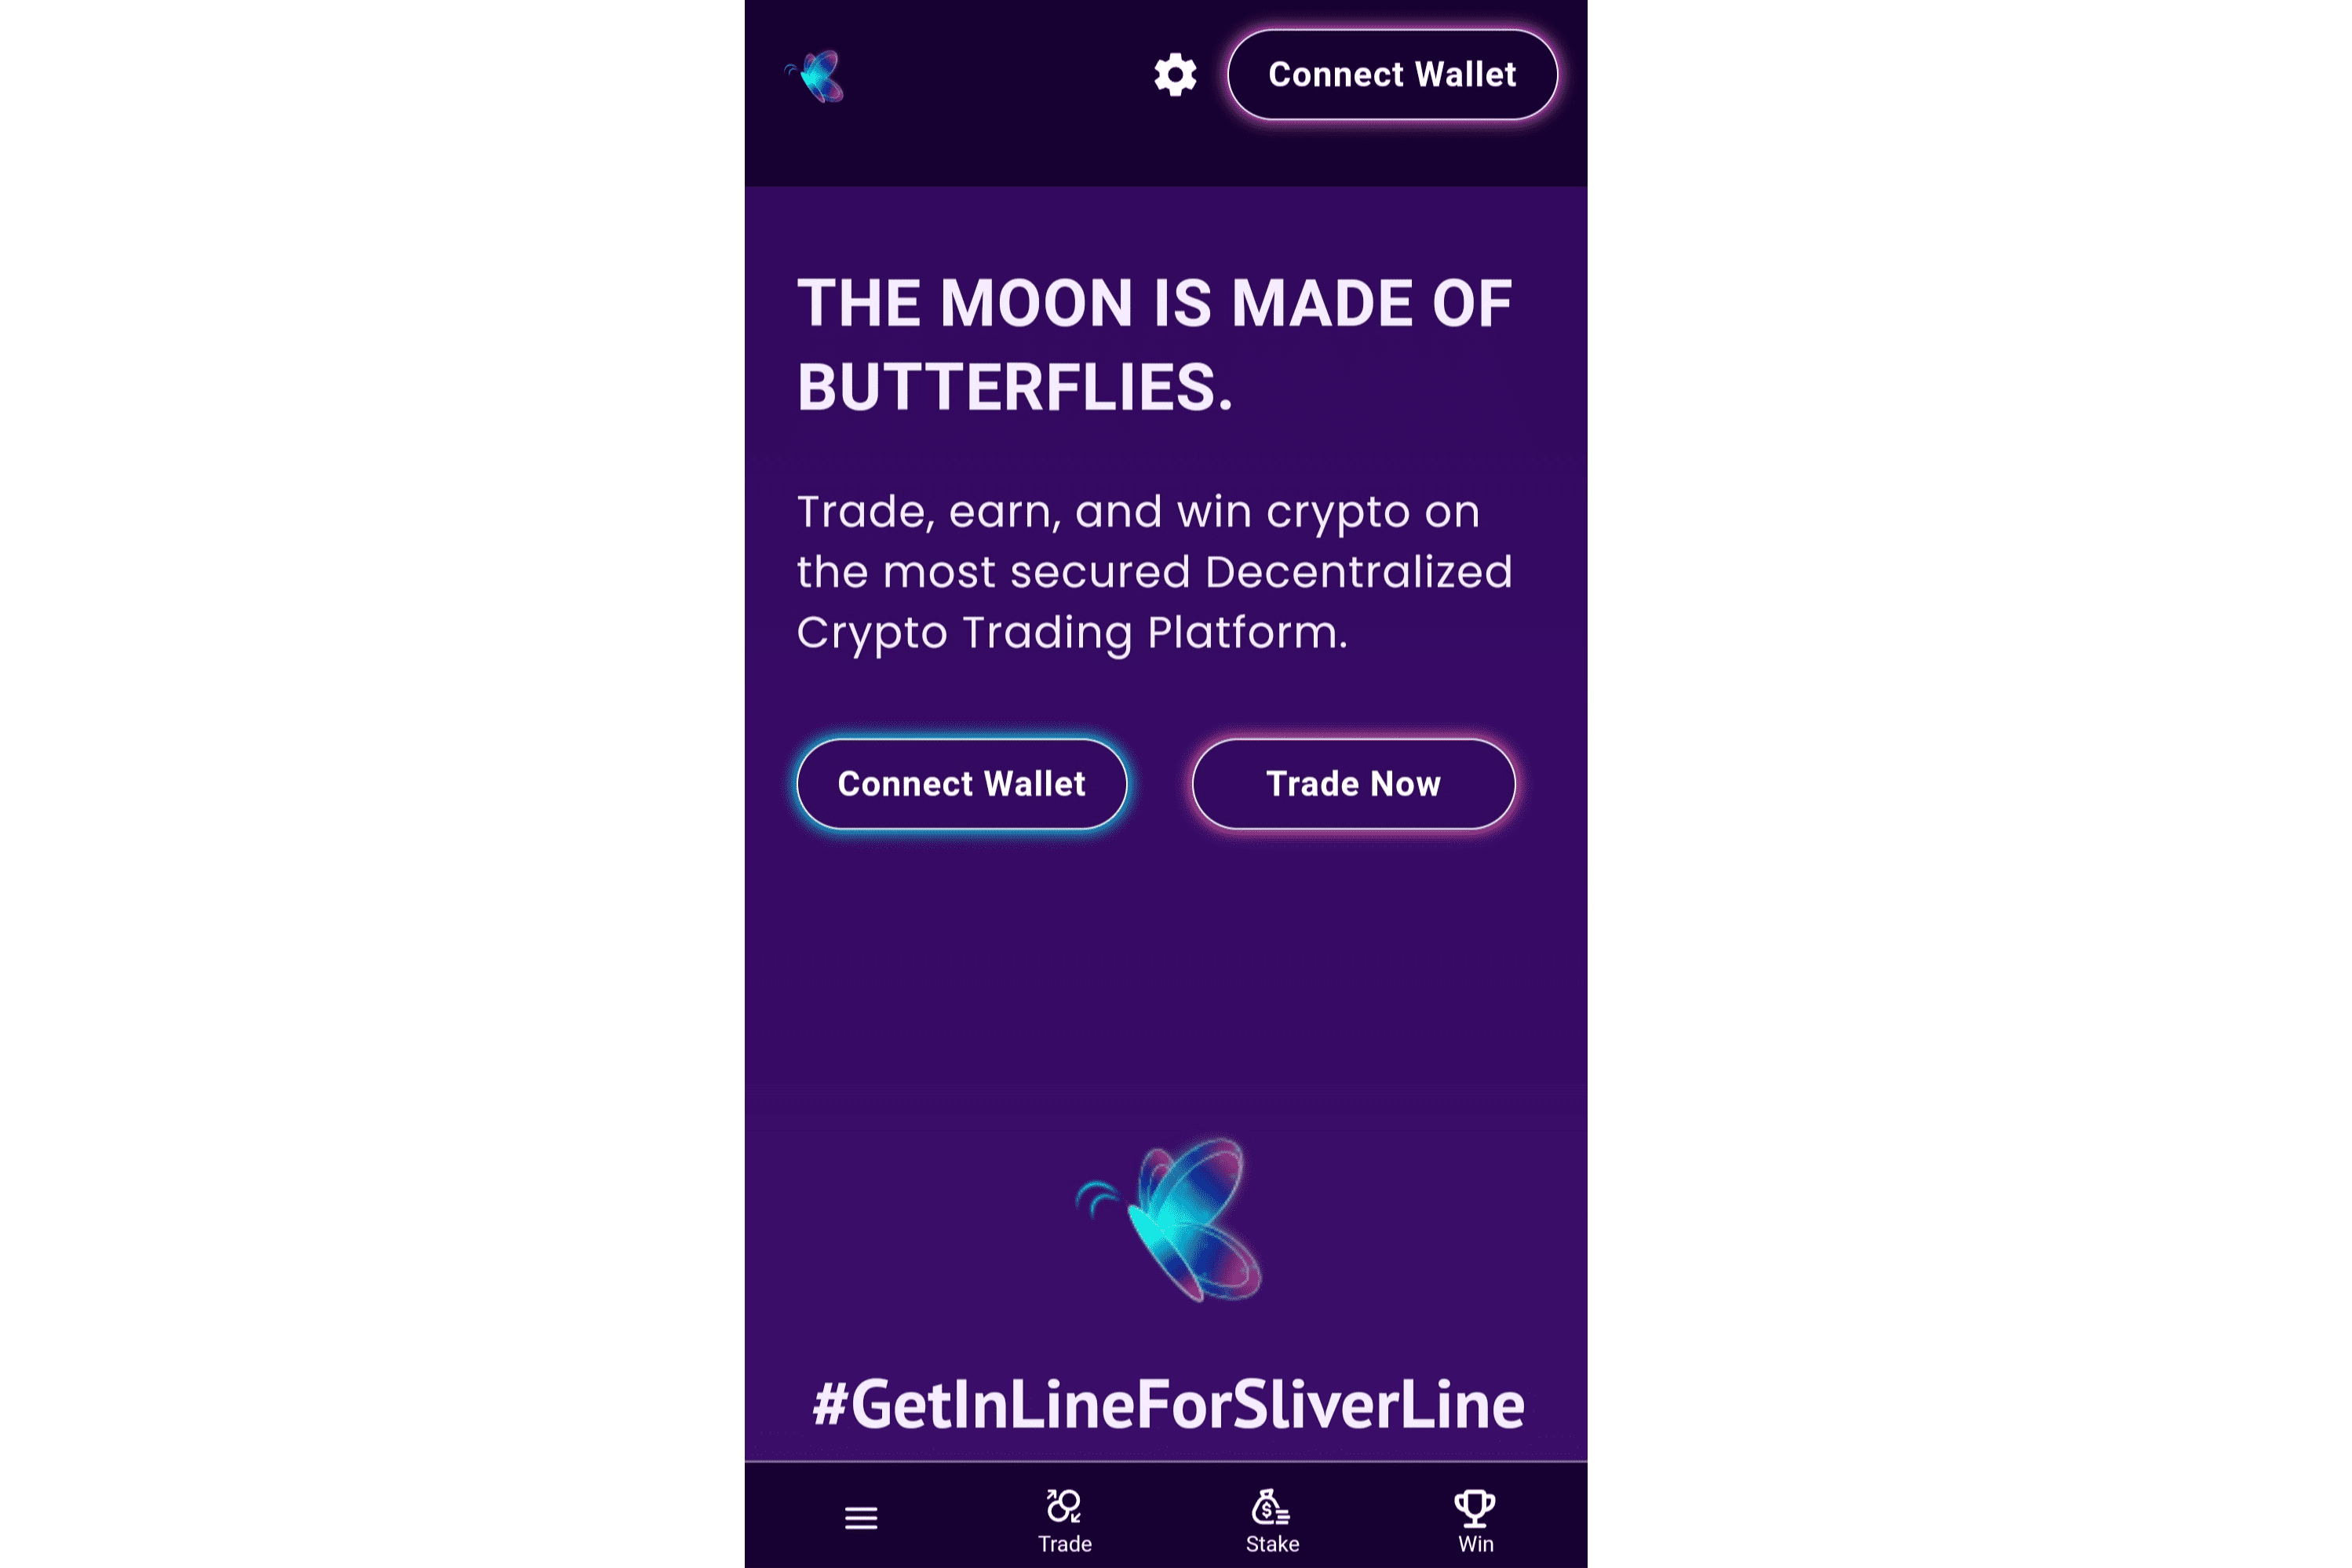 Connect Wallet
THE MOON IS MADE OF
BUTTERFLIES.
Trade, earn, and win crypto on
the most secured Decentralized
Crypto Trading Platform.
Connect Wallet
Trade Now
#GetInLineForSliverLine
Trade
Stake
Win